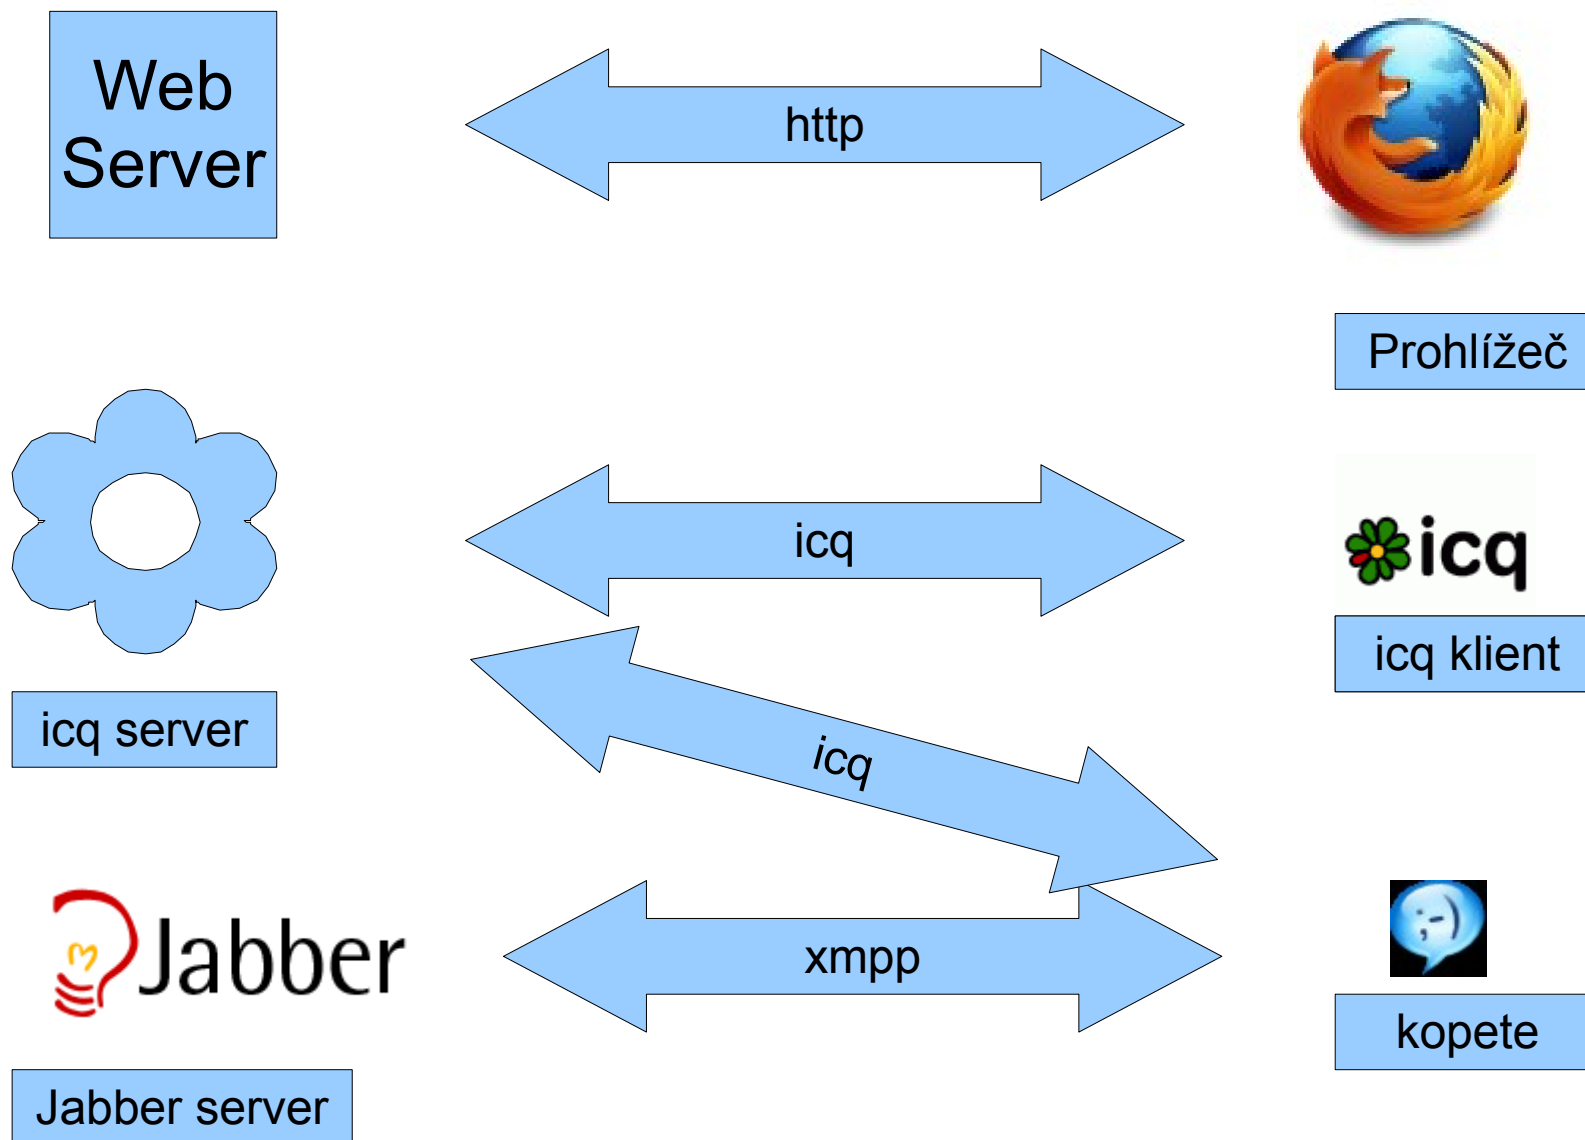 Web
Server
http
Prohlížeč
icq
icq
icq klient
icq server
icq
Jabber
xmpp
kopete
Jabber server